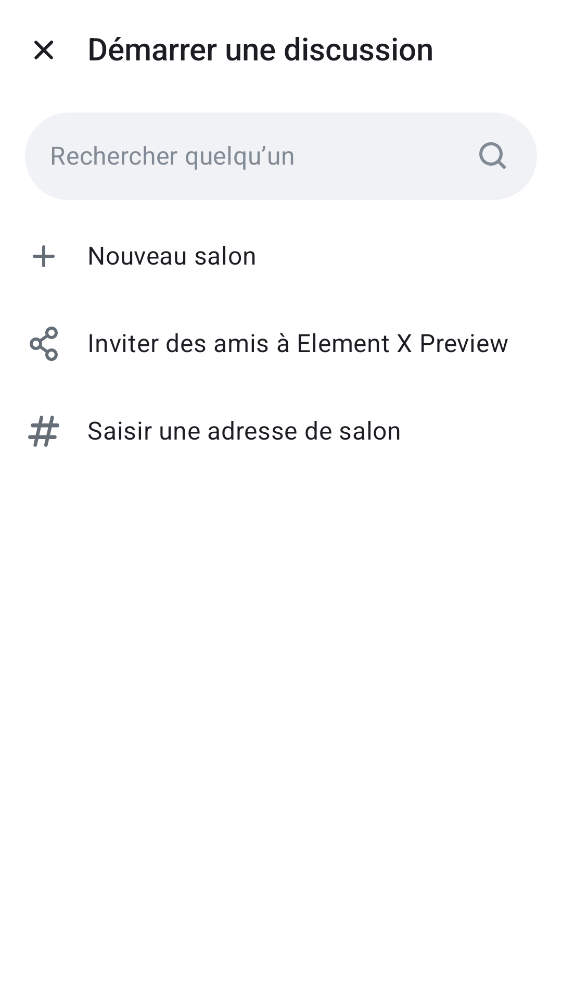 Démarrer une discussion
Rechercher quelqu’un
Nouveau salon
Inviter des amis à Element X Preview
Saisir une adresse de salon